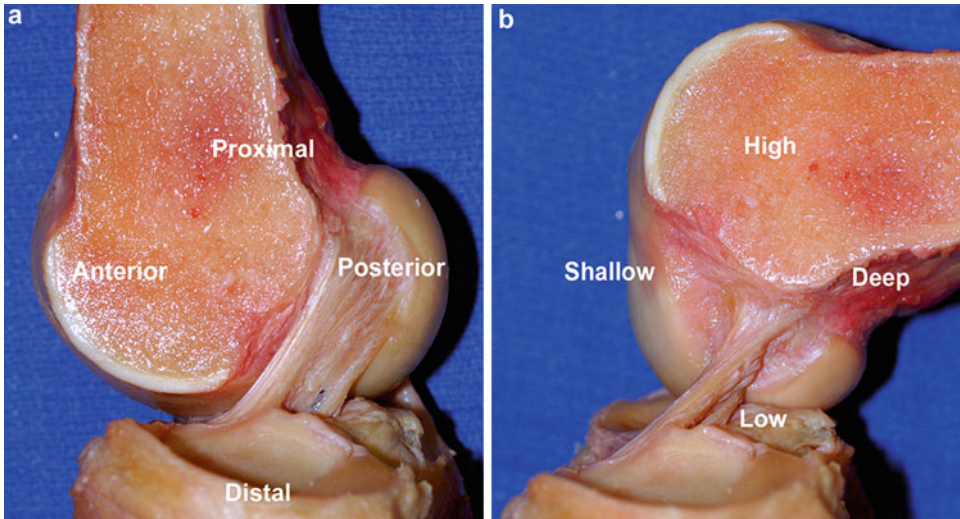 a
Proximal
Anterior
Posterior
Distal
b
High
Shallow
Deep
Low